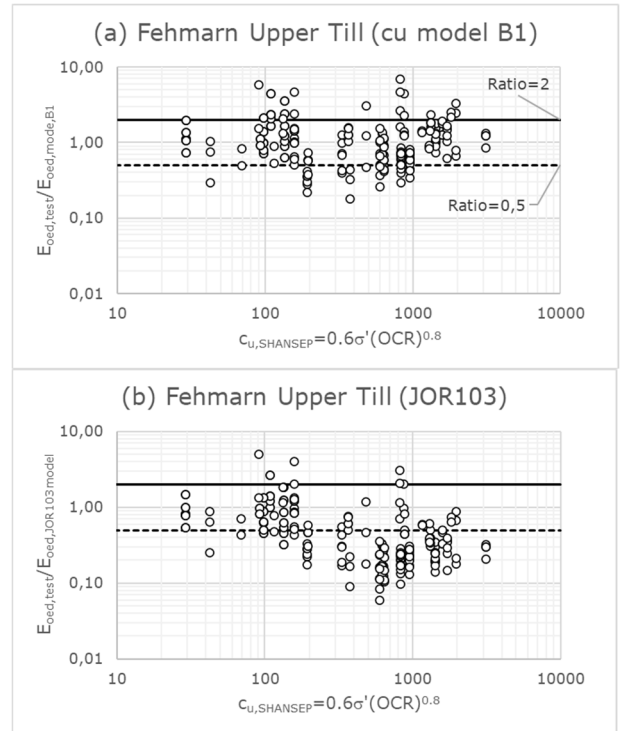 (a) Fehmarn Upper Till (cu model B1)
10,00
1,00
0,10
0,01
Ratio=2
Ratio=0,5
Eoed,test/Eoed,mode,B1
10 100 1000 10000
cu,SHANSEP=0.6σ'(OCR)0.8
(b) Fehmarn Upper Till (JOR103)
10,00
1,00
0,10
0,01
Eoed,test/Eoed,JOR103model
10 100 1000 10000
cu,SHANSEP=0.6σ'(OCR)0.8